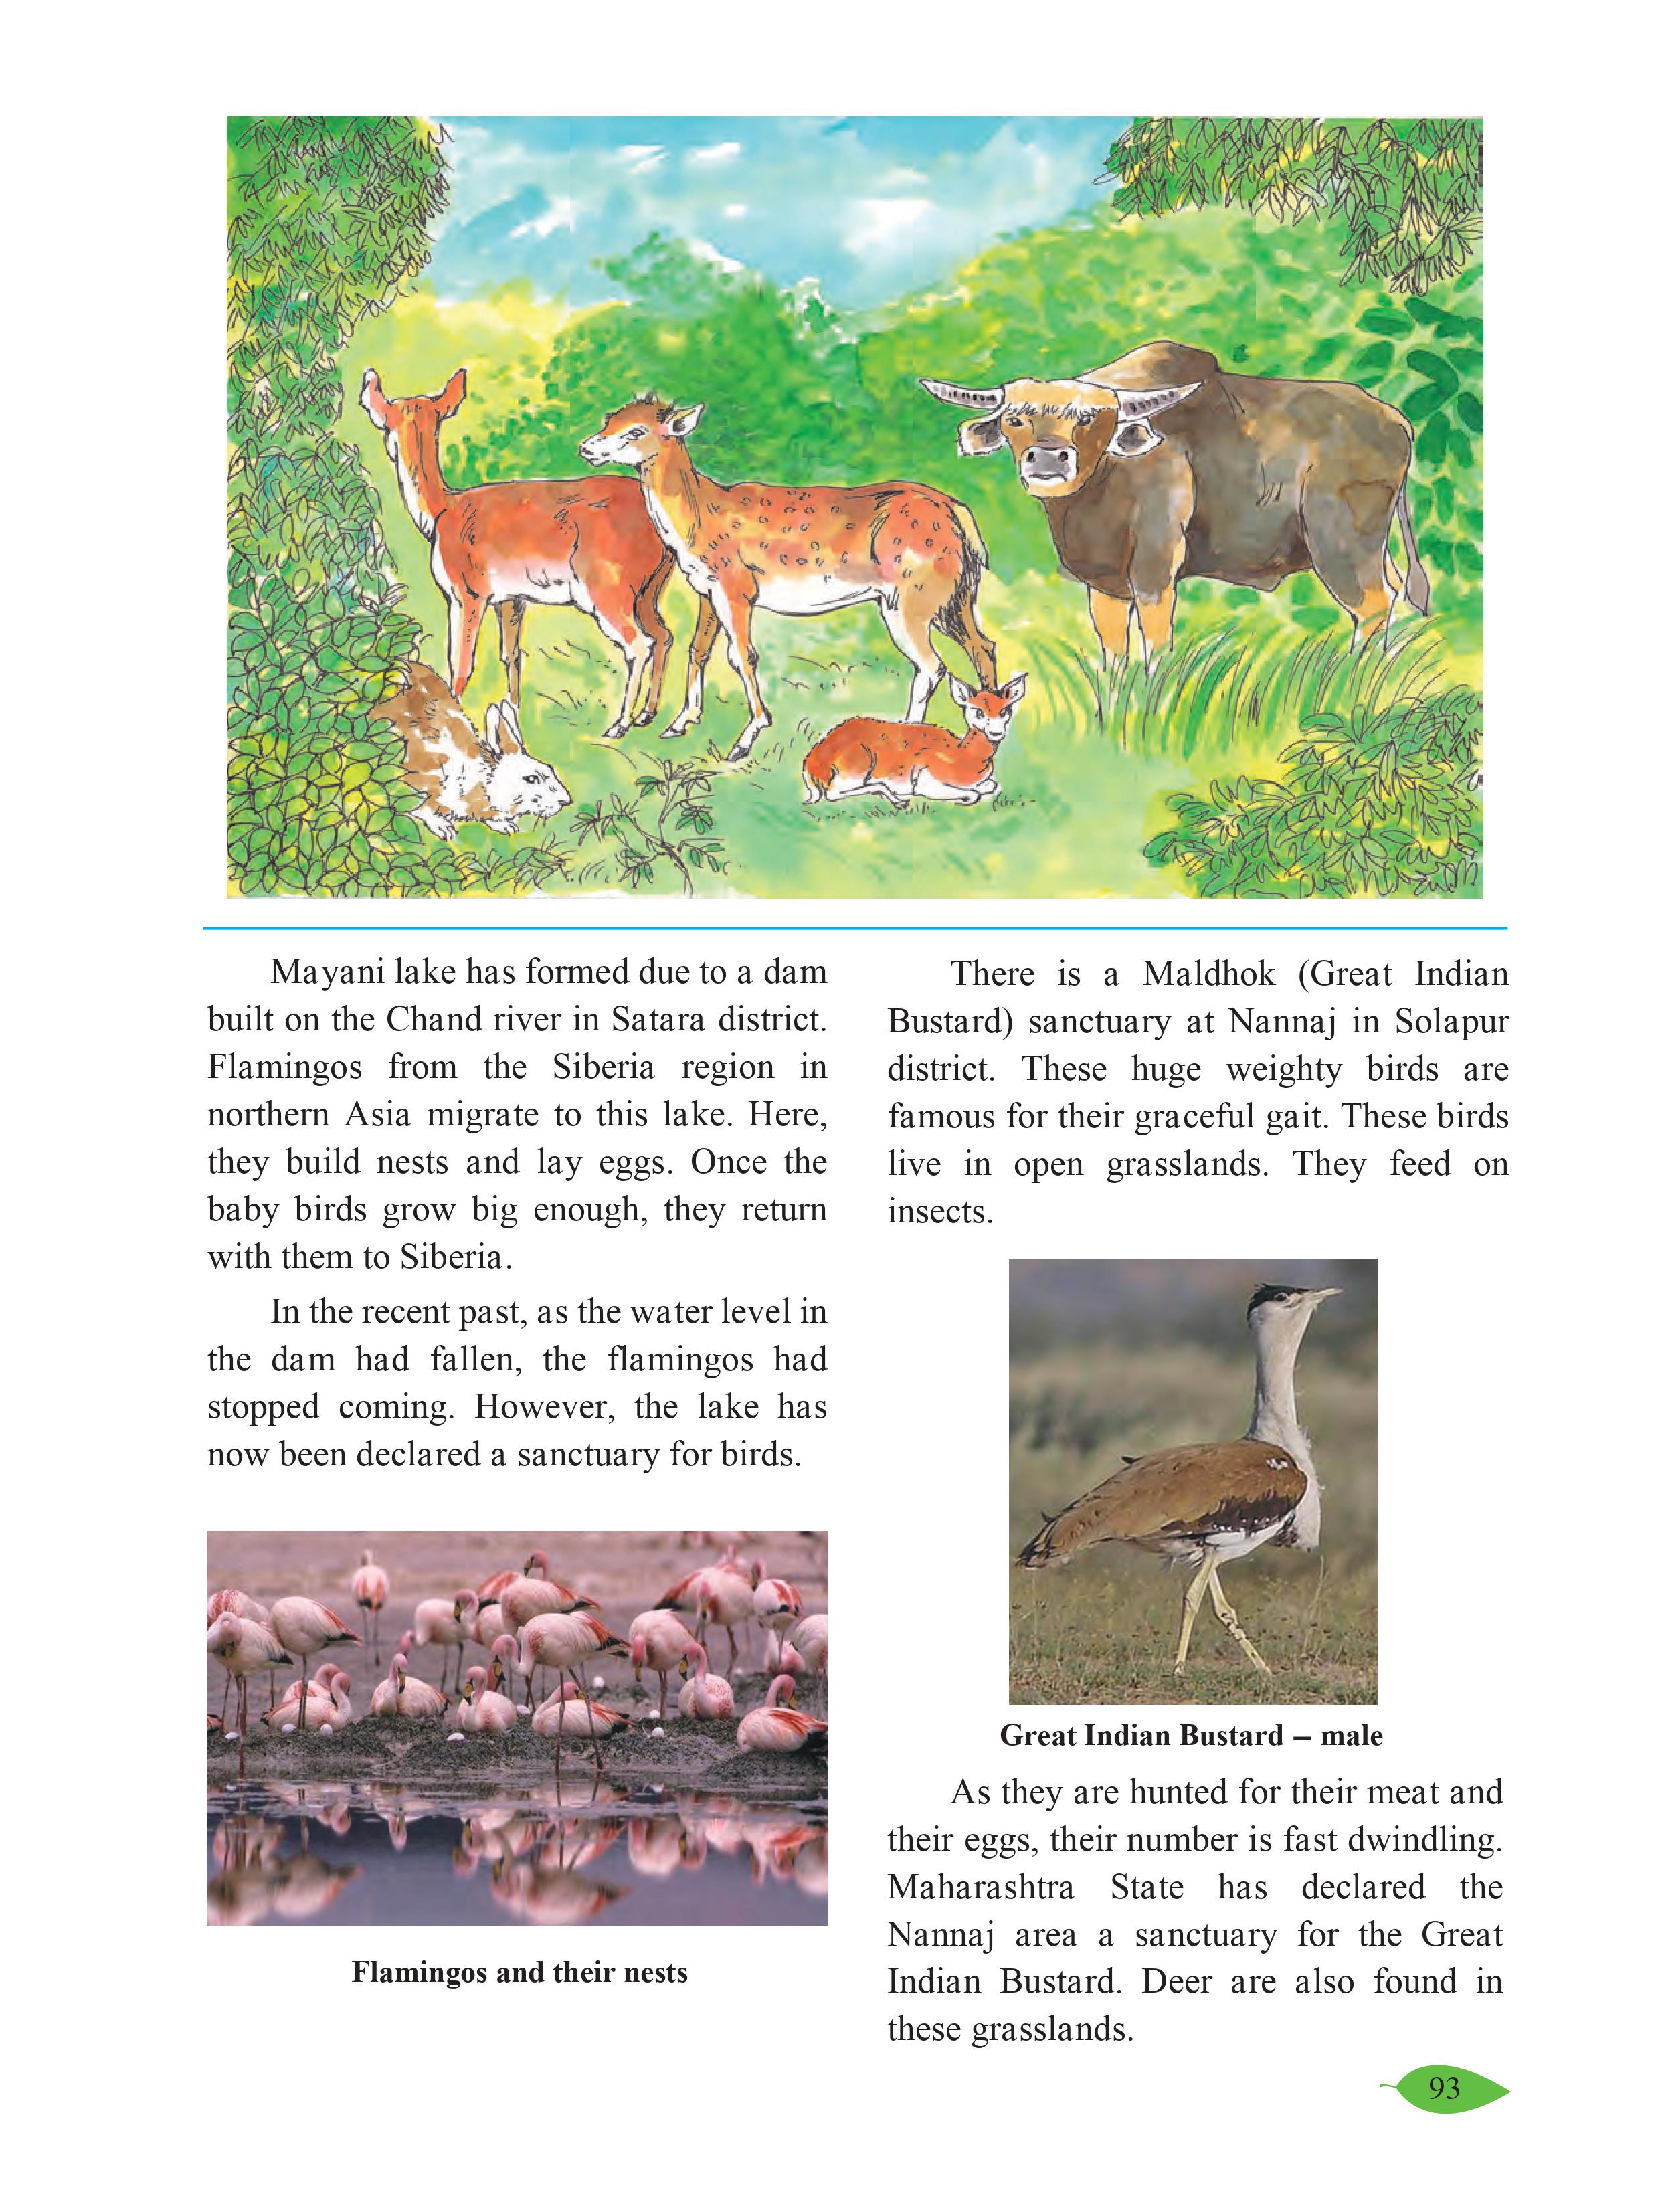 Mayani lake has formed due to a dam
built on the Chand river in Satara district.
Flamingos from the Siberia region in
northern Asia migrate to this lake. Here,
they build nests and lay eggs. Once the
baby birds grow big enough, they return
with them to Siberia.
In the recent past, as the water level in
the dam had fallen, the flamingos had
stopped coming. However, the lake has
now been declared a sanctuary for birds.
Flamingos and their nests
There is a Maldhok (Great Indian
Bustard) sanctuary at Nannaj in Solapur
district. These huge weighty birds are
famous for their graceful gait. These birds
live in open grasslands. They feed on
insects.
Great Indian Bustard – male
As they are hunted for their meat and
their eggs, their number is fast dwindling.
Maharashtra State has declared the
Nannaj area a sanctuary for the Great
Indian Bustard. Deer are also found in
these grasslands.
93